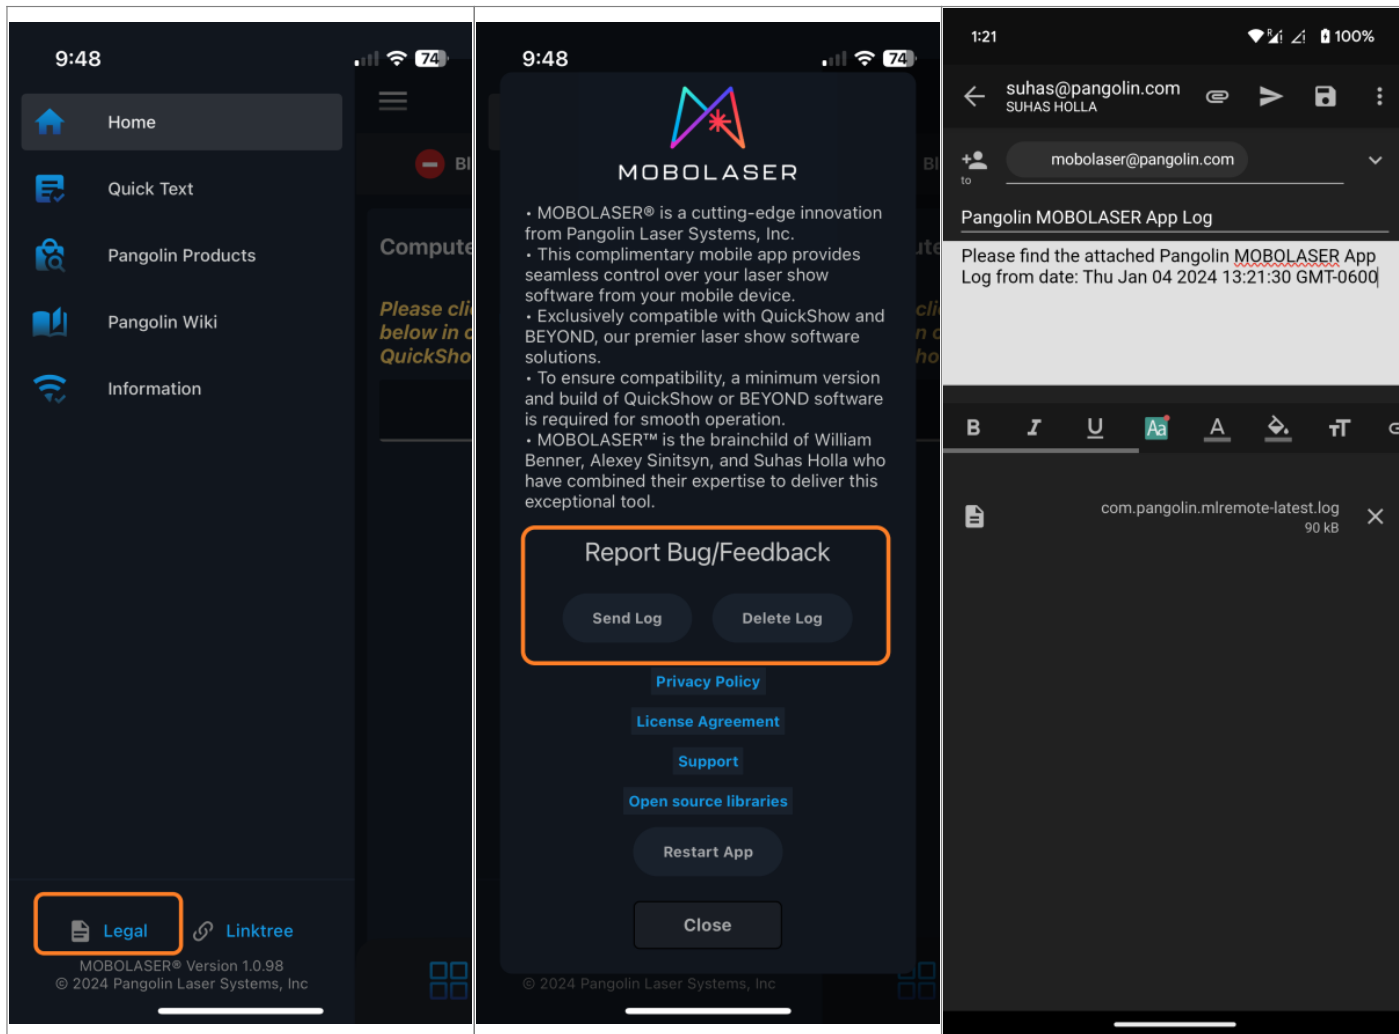 9:48
74
Home
Quick Text
Pangolin Products
Pangolin Wiki
Information
Bl
Compute
Please cli
below in o
QuickSho
Legal
Linktree
MOBOLASER® Version 1.0.98
© 2024 Pangolin Laser Systems, Inc
9:48
74
MOBOLASER
• MOBOLASER® is a cutting-edge innovation
from Pangolin Laser Systems, Inc.
• This complimentary mobile app provides
seamless control over your laser show
software from your mobile device.
• Exclusively compatible with QuickShow and
BEYOND, our premier laser show software
solutions.
• To ensure compatibility, a minimum version
and build of QuickShow or BEYOND software
is required for smooth operation.
• MOBOLASER™ is the brainchild of William
Benner, Alexey Sinitsyn, and Suhas Holla who
have combined their expertise to deliver this
exceptional tool.
Report Bug/Feedback
Send Log
Delete Log
Privacy Policy
License Agreement
Support
Open source libraries
Restart App
Close
© 2024 Pangolin Laser Systems, Inc
1:21
R
100%
suhas@pangolin.com
SUHAS HOLLA
to
mobolaser@pangolin.com
Pangolin MOBOLASER App Log
Please find the attached Pangolin MOBOLASER App
Log from date: Thu Jan 04 2024 13:21:30 GMT-0600
B I U Aa A TT
com.pangolin.mlremote-latest.log
90 kB